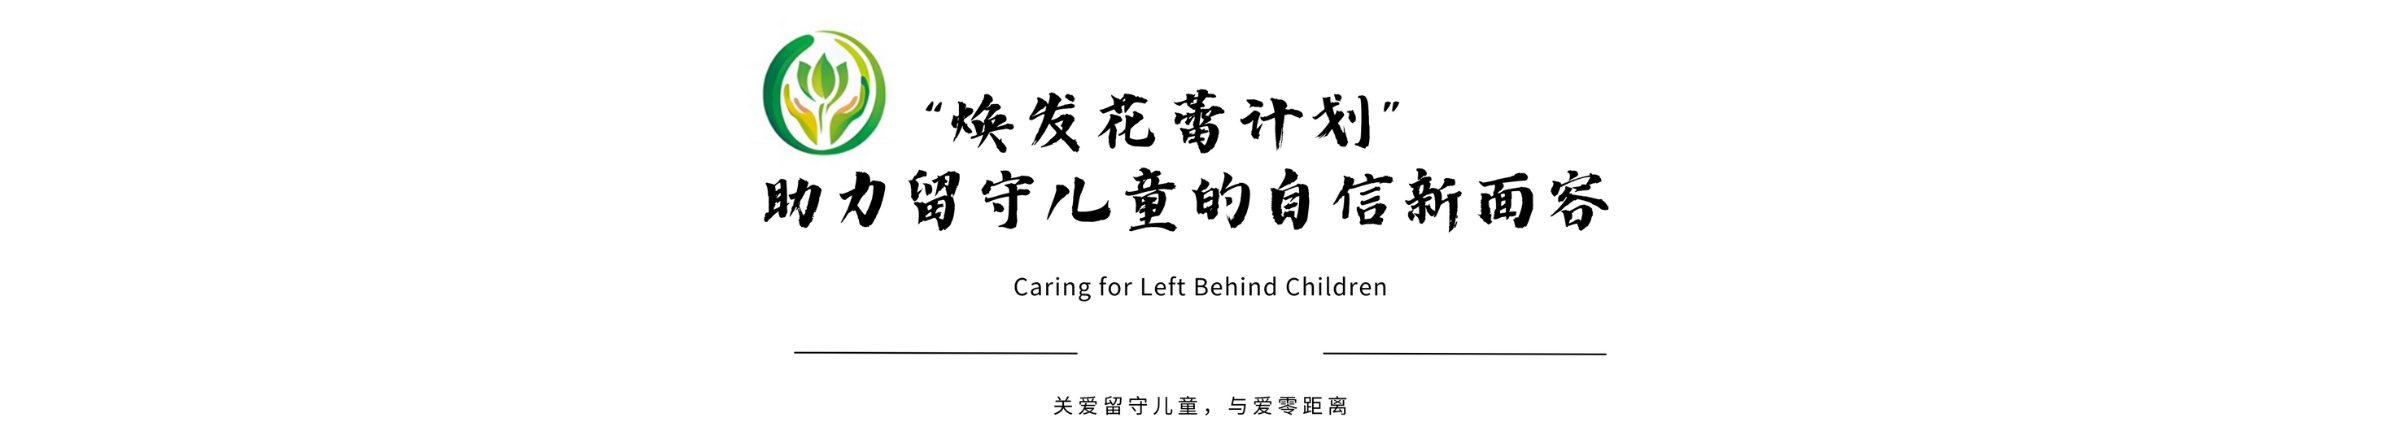 “焕发花蕾计划”
助力留守儿童的自信新面容
Caring for Left Behind Children
关爱留守儿童，与爱零距离